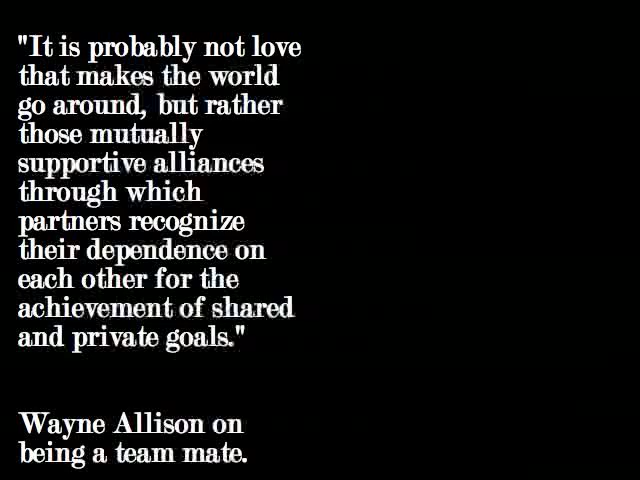 "It is probably not love
that makes the world
go around, but rather
those mutually
supportive alliances
through which
partners recognize
their dependence on
each other for the
achievement of shared
and private goals."
Wayne Allison on
being a team mate.